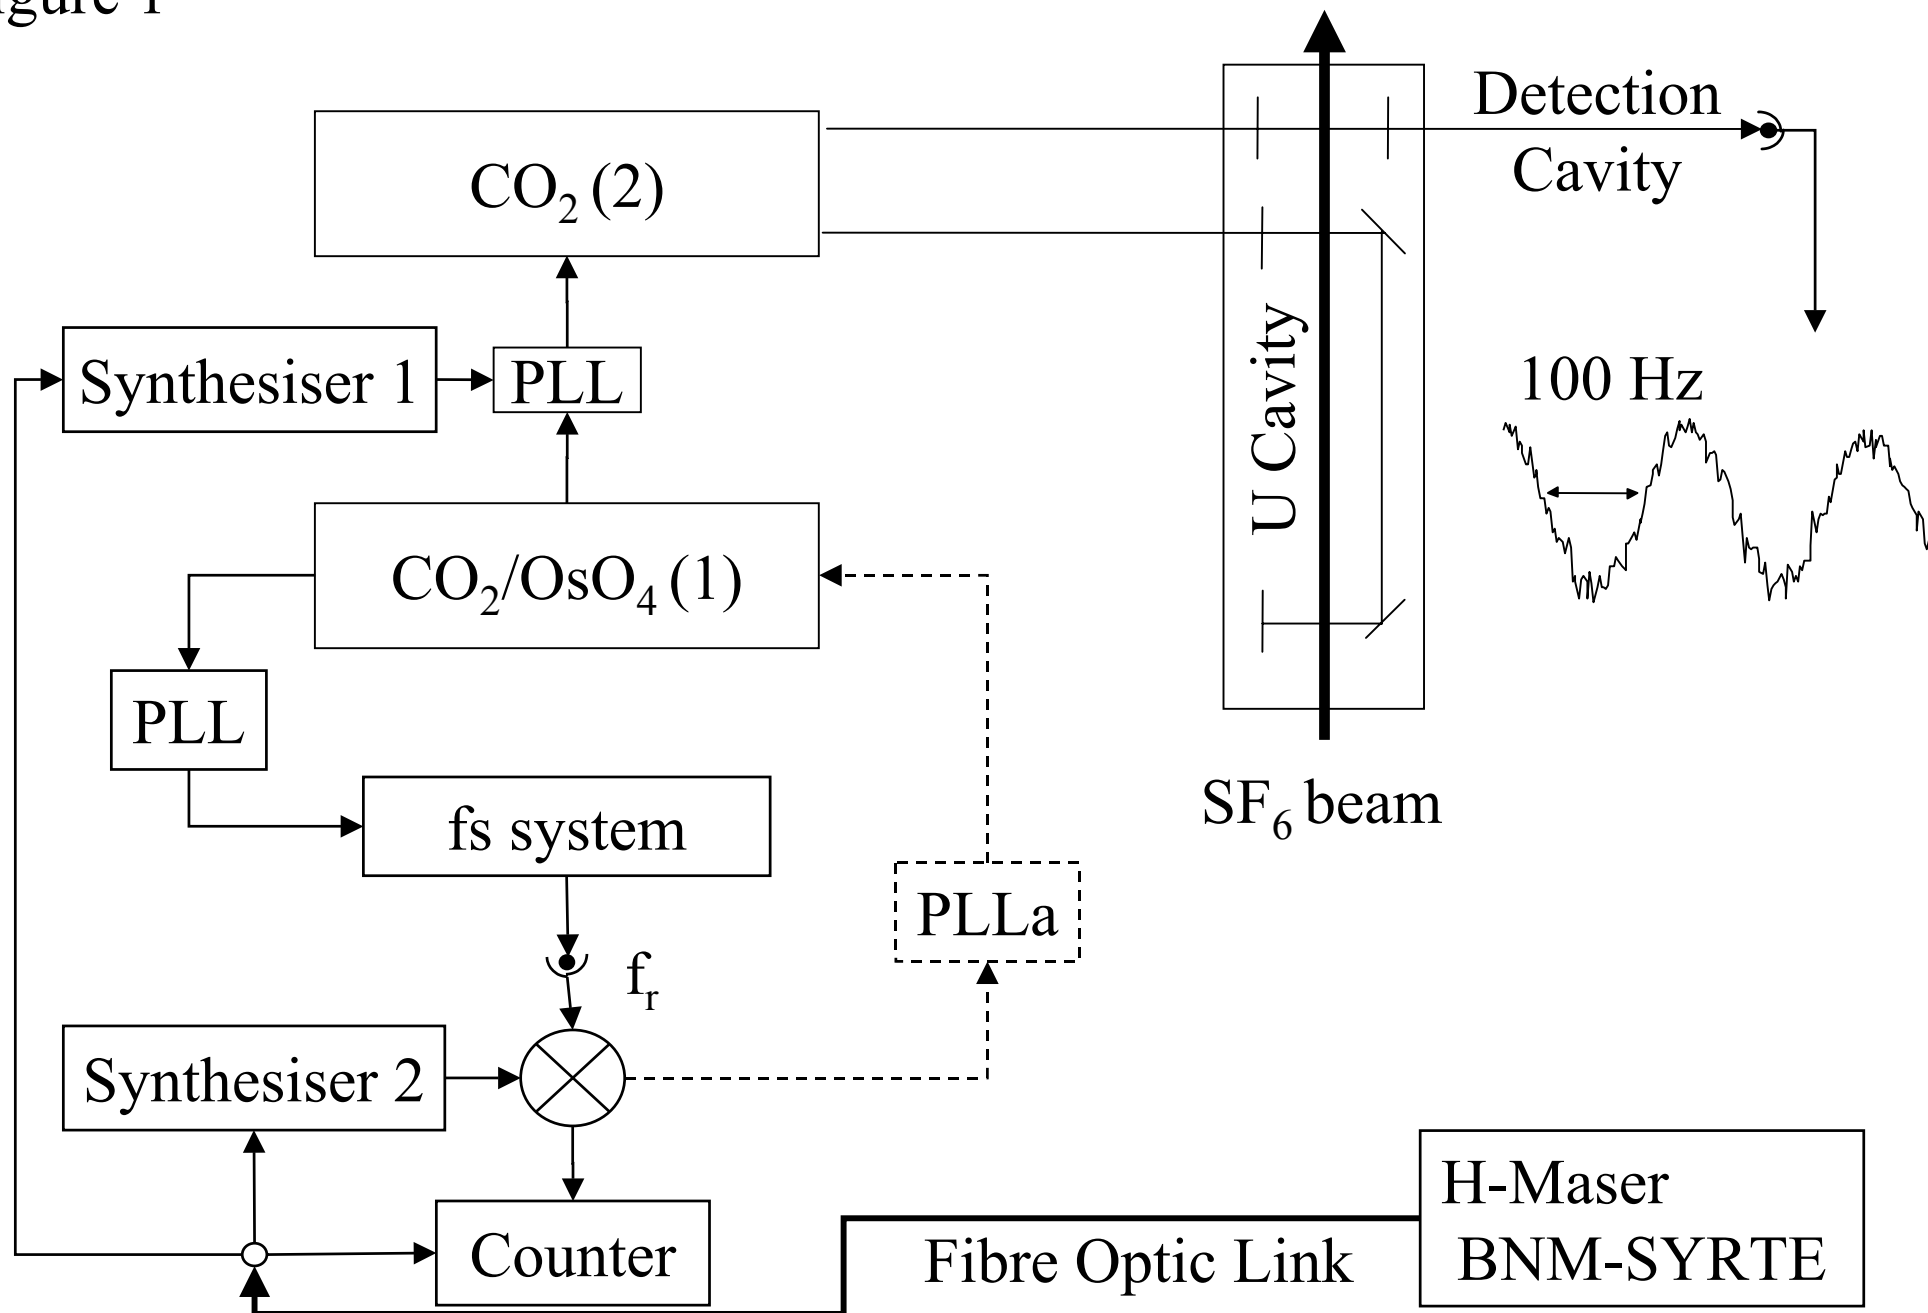 Detection
Cavity
CO₂ (2)
Synthesiser 1
PLL
100 Hz
U Cavity
CO₂/OsO₄ (1)
PLL
SF₆ beam
fs system
PLLa
fᵣ
Synthesiser 2
H-Maser
BNM-SYRTE
Counter
Fibre Optic Link